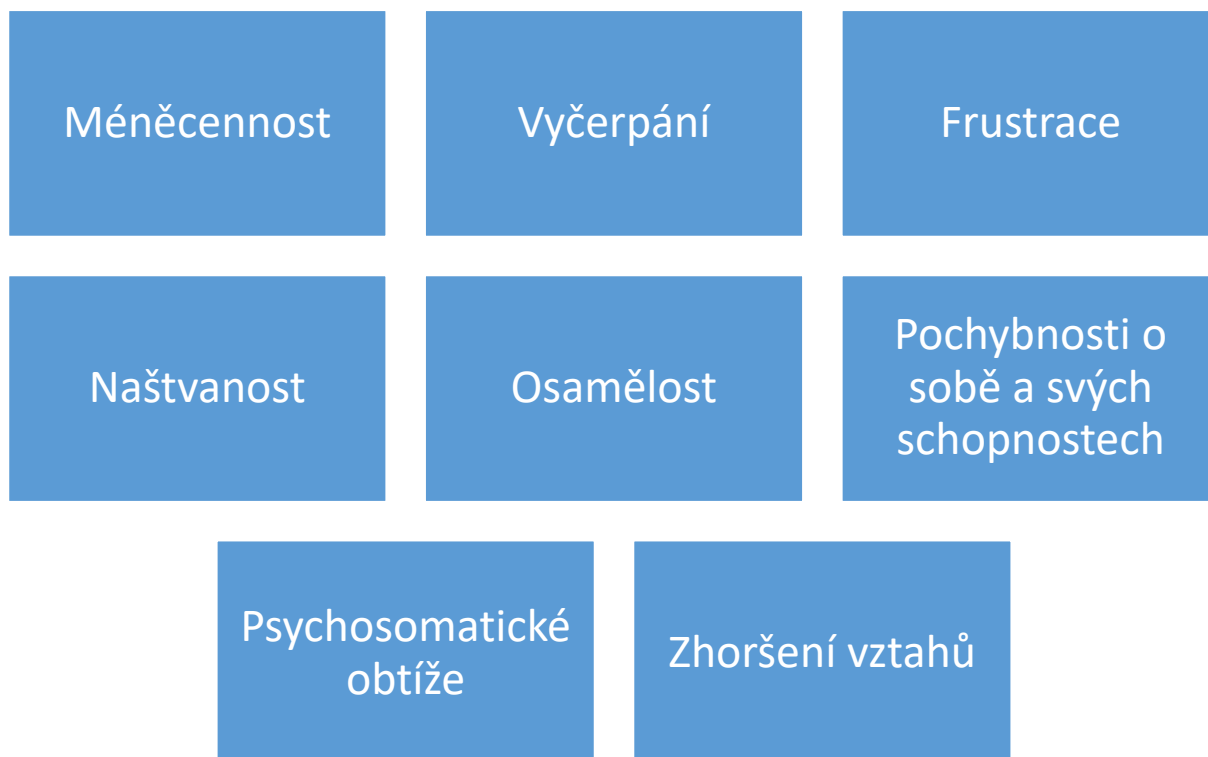 Méněcennost
Vyčerpání
Frustrace
Naštvanost
Osamělost
Pochybnosti o
sobě a svých
schopnostech
Psychosomatické
obtíže
Zhoršení vztahů